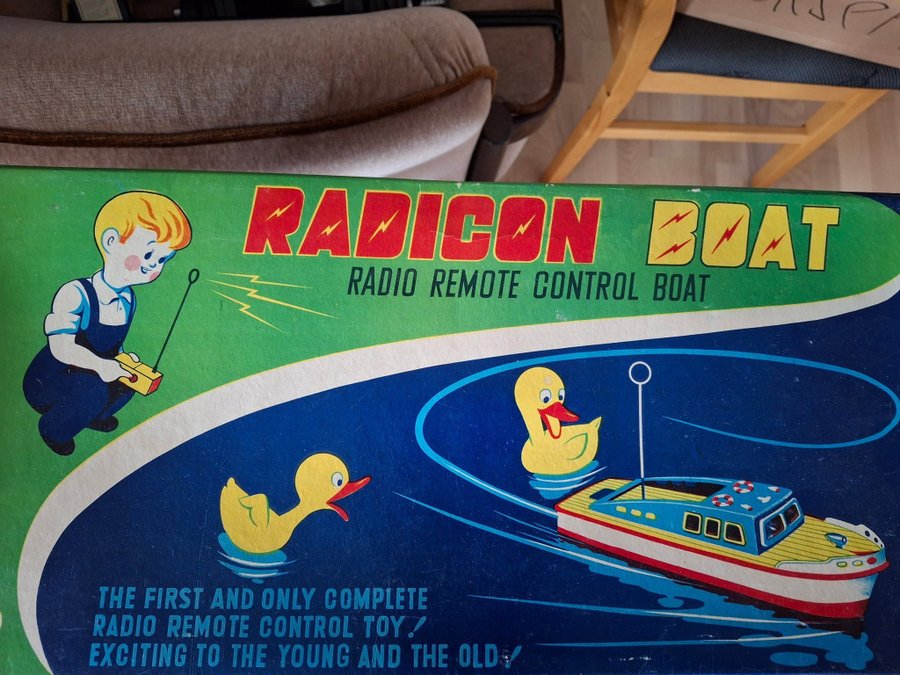 RADICON BOAT
RADIO REMOTE CONTROL BOAT
THE FIRST AND ONLY COMPLETE
RADIO REMOTE CONTROL TOY!
EXCITING TO THE YOUNG AND THE OLD!